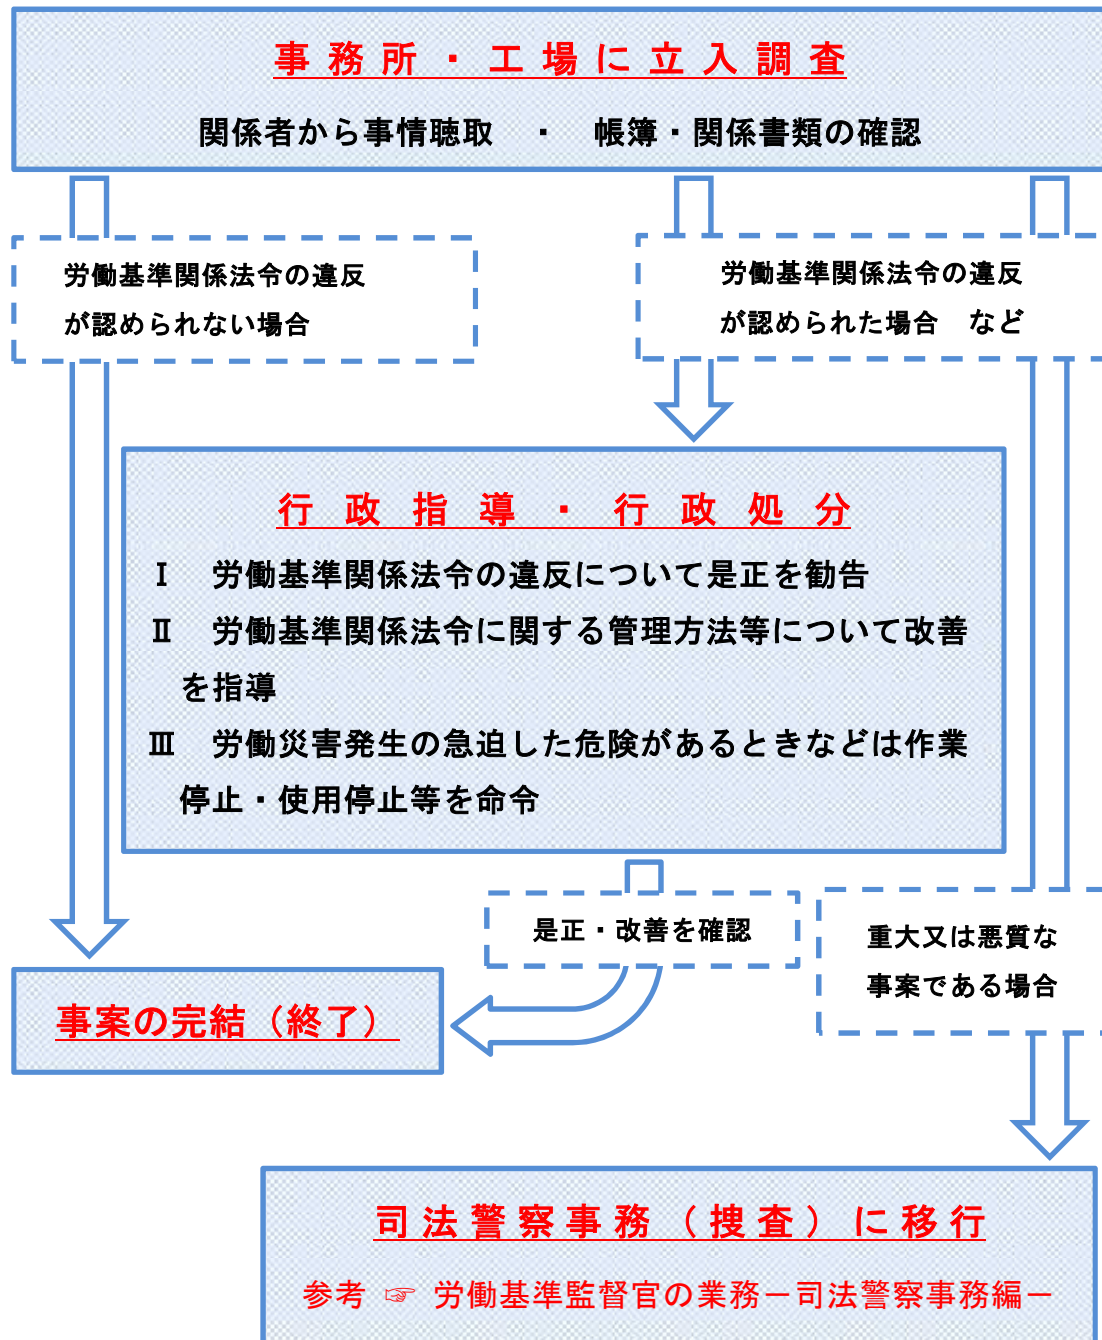 事務所・工場に立入調査
関係者から事情聴取　・　帳簿・関係書類の確認
労働基準関係法令の違反
が認められない場合
労働基準関係法令の違反
が認められた場合　など
行政指導・行政処分
Ⅰ　労働基準関係法令の違反について是正を勧告
Ⅱ　労働基準関係法令に関する管理方法等について改善
を指導
Ⅲ　労働災害発生の急迫した危険があるときなどは作業
停止・使用停止等を命令
是正・改善を確認
重大又は悪質な
事案である場合
事案の完結（終了）
司法警察事務（捜査）に移行
参考 ☞ 労働基準監督官の業務－司法警察事務編－